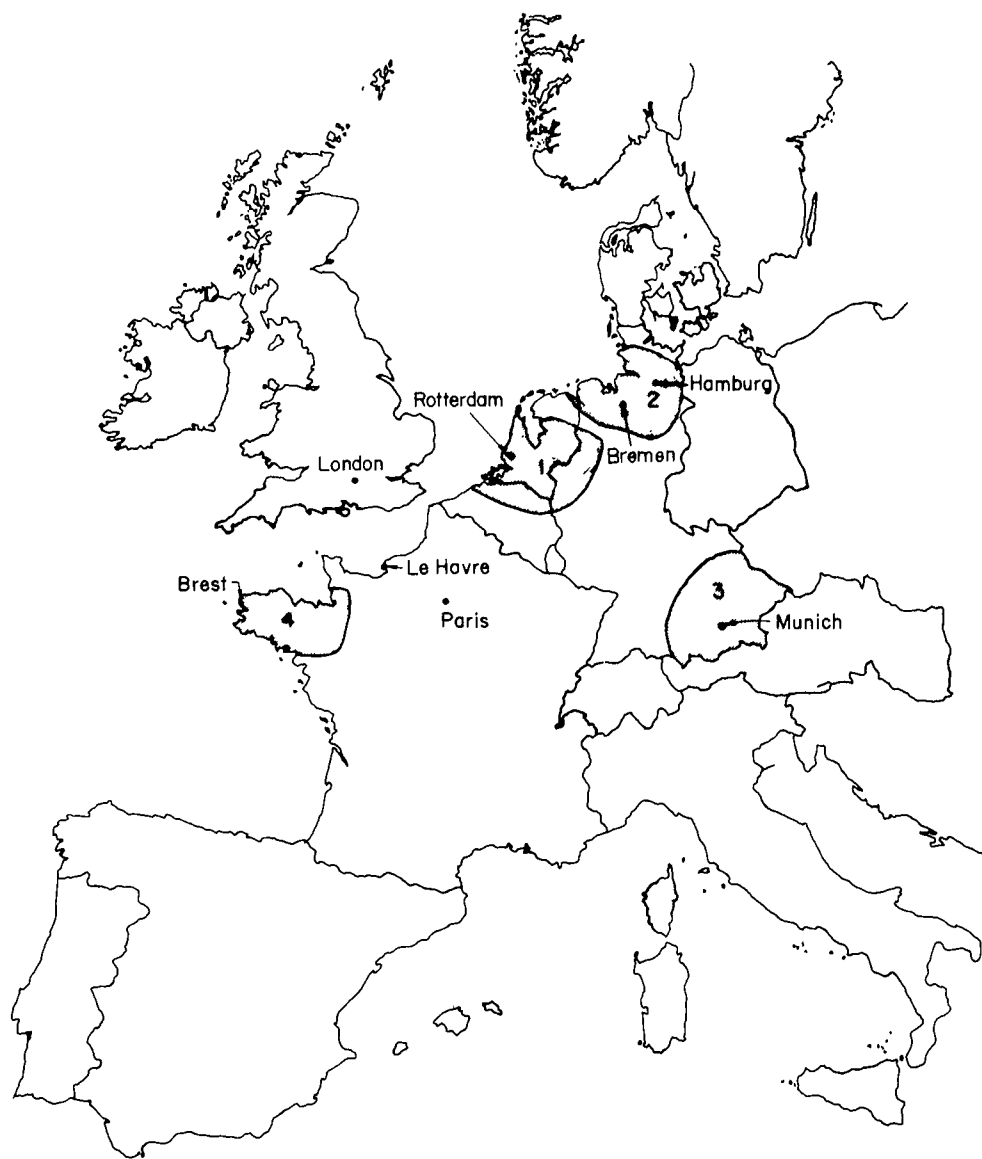 Hamburg
Rotterdam
2
Bremen
1
London
Le Havre
Brest
3
Paris
4
Munich